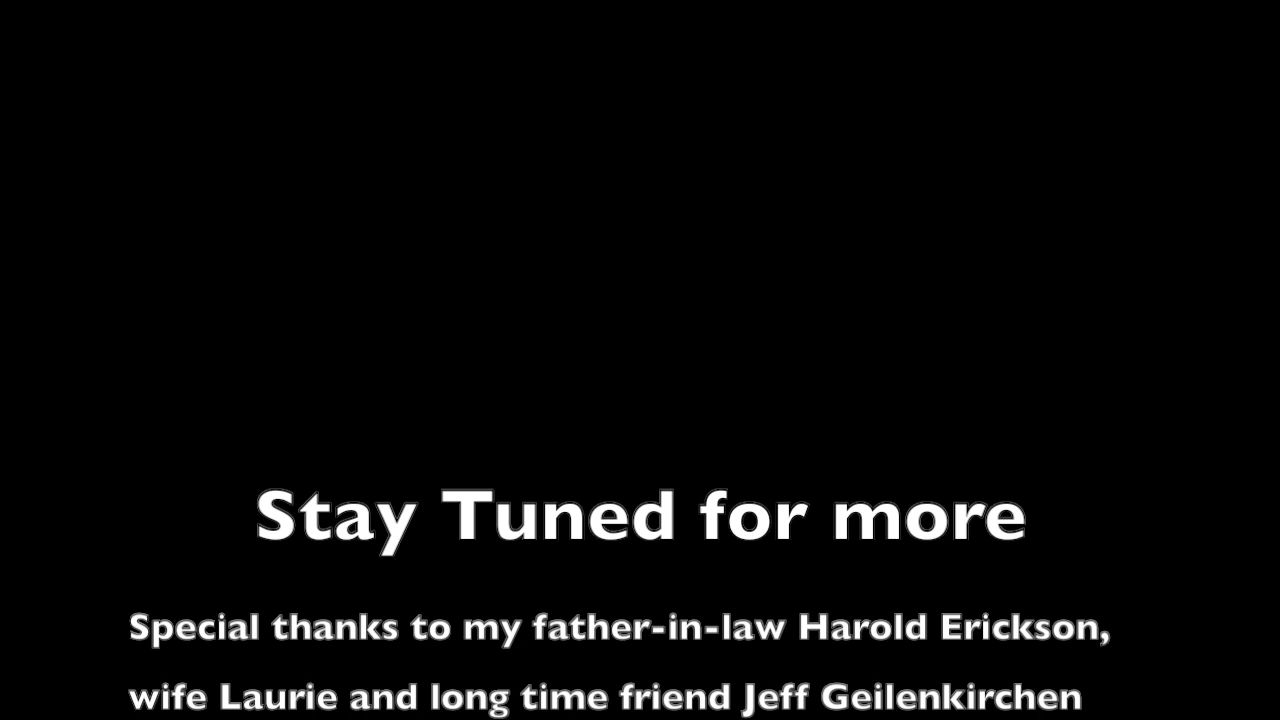 Stay Tuned for more
Special thanks to my father-in-law Harold Erickson,
wife Laurie and long time friend Jeff Geilenkirchen